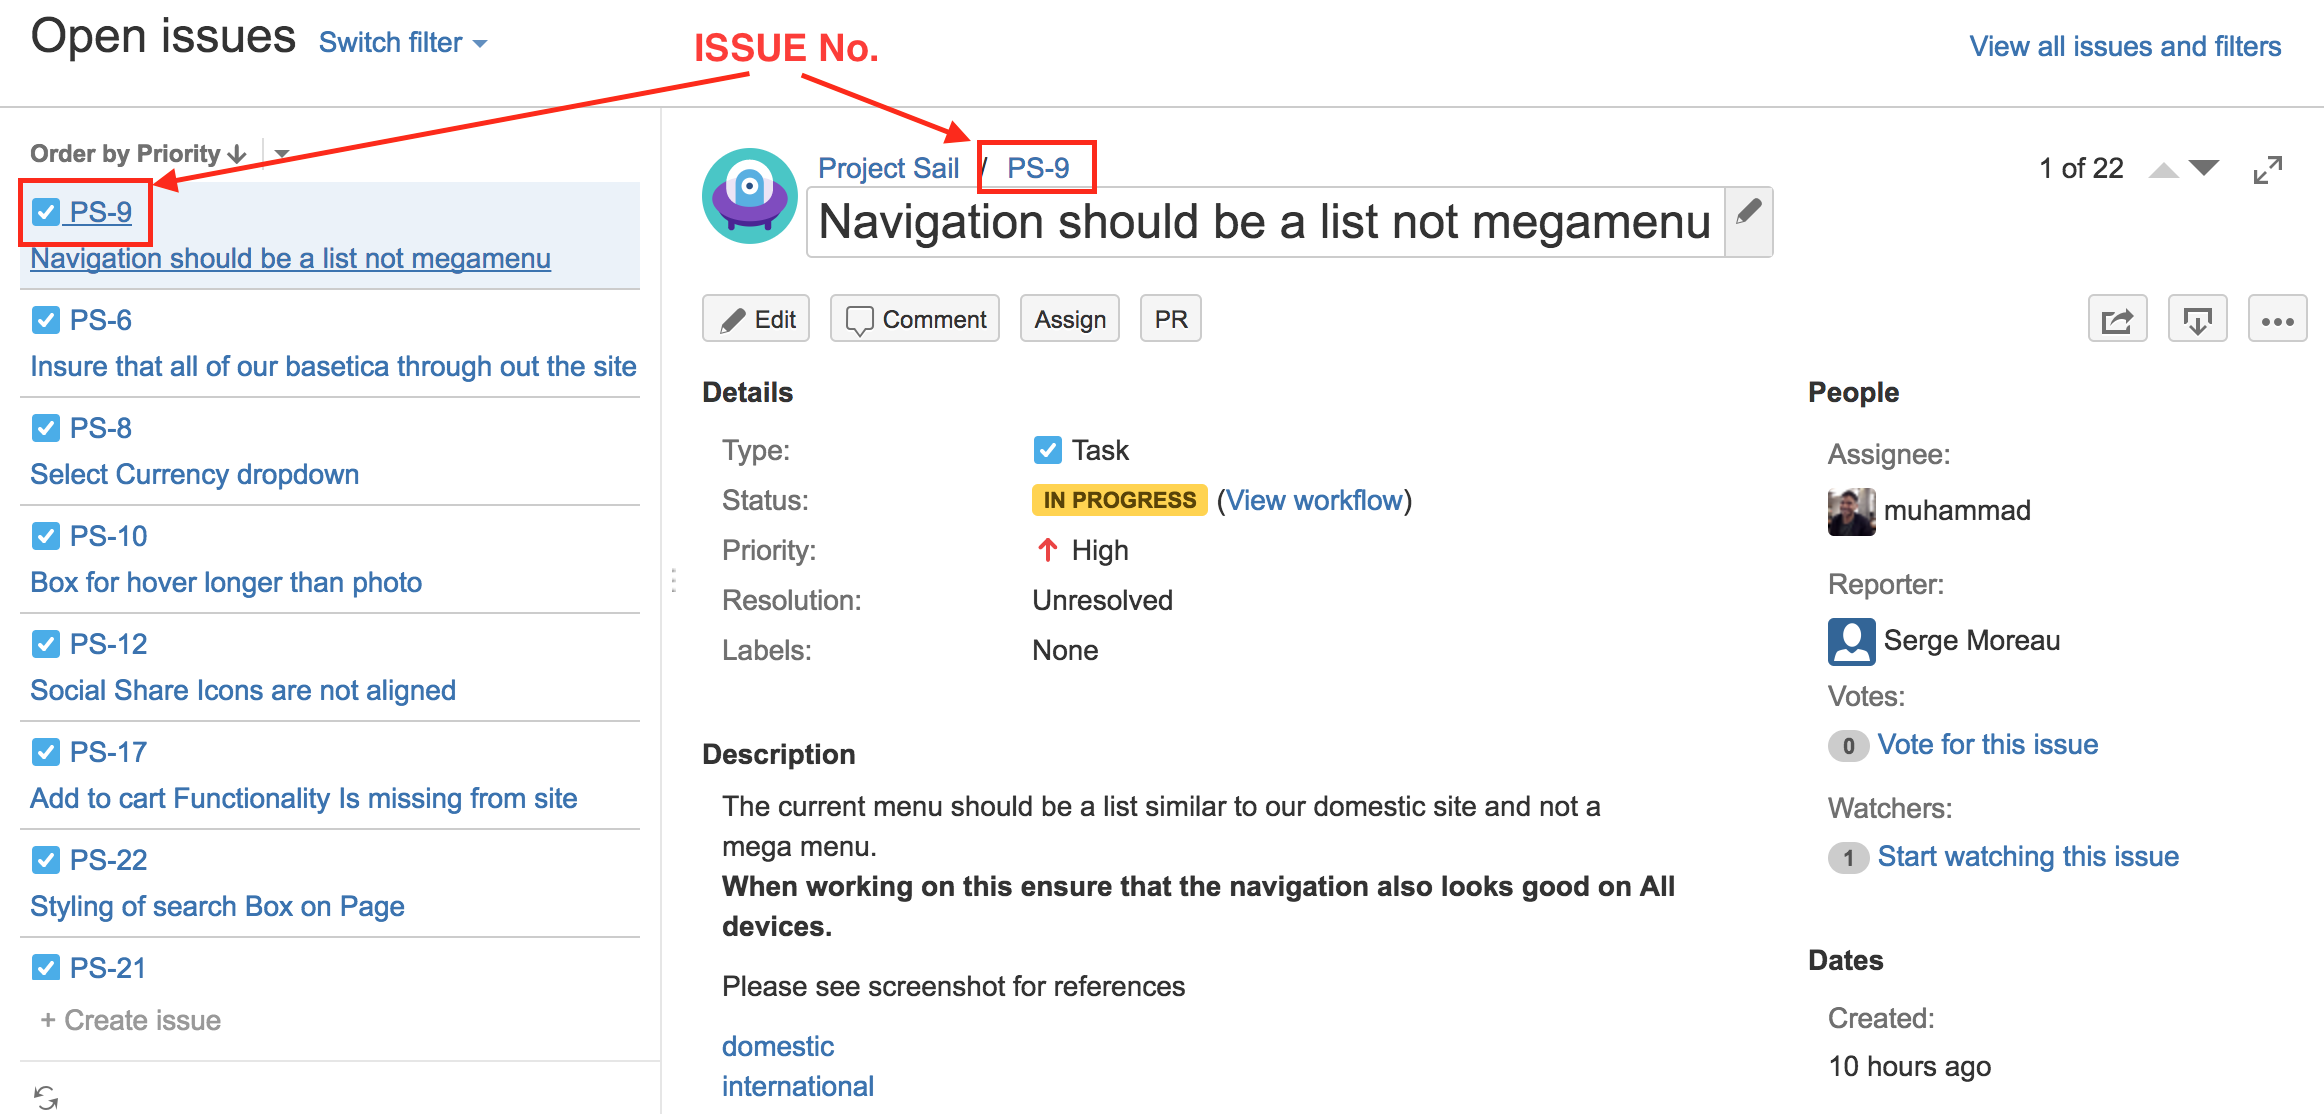 Open issues Switch filter
ISSUE No.
View all issues and filters
Order by Priority
PS-9
Navigation should be a list not megamenu
PS-6
Insure that all of our basetica through out the site
PS-8
Select Currency dropdown
PS-10
Box for hover longer than photo
PS-12
Social Share Icons are not aligned
PS-17
Add to cart Functionality Is missing from site
PS-22
Styling of search Box on Page
PS-21
+ Create issue
Project Sail / PS-9
1 of 22
Navigation should be a list not megamenu
Edit Comment Assign PR
Details
Type: Task
Status: IN PROGRESS (View workflow)
Priority: High
Resolution: Unresolved
Labels: None
Description
The current menu should be a list similar to our domestic site and not a
mega menu.
When working on this ensure that the navigation also looks good on All
devices.
Please see screenshot for references
domestic
international
People
Assignee:
muhammad
Reporter:
Serge Moreau
Votes:
0 Vote for this issue
Watchers:
1 Start watching this issue
Dates
Created:
10 hours ago